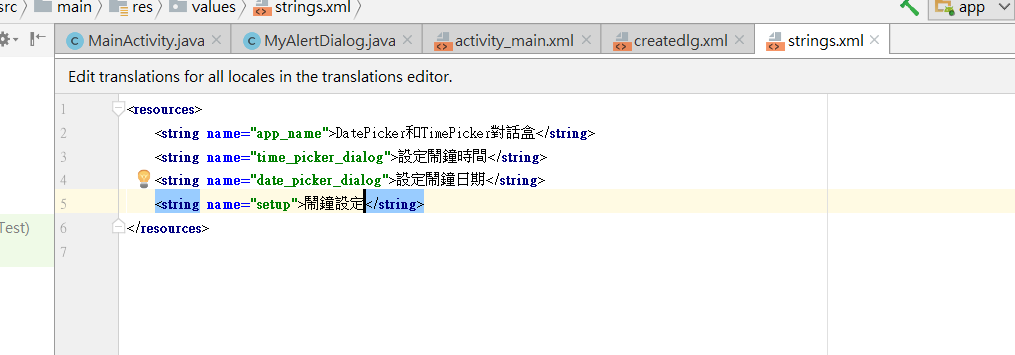 src main res values strings.xml app
MainActivity.java MyAlertDialog.java activity_main.xml createdlg.xml strings.xml
Edit translations for all locales in the translations editor.
1 <resources>
2 <string name="app_name">DatePicker和TimePicker對話盒</string>
3 <string name="time_picker_dialog">設定鬧鐘時間</string>
4 <string name="date_picker_dialog">設定鬧鐘日期</string>
5 <string name="setup">鬧鐘設定</string>
6 </resources>
Test)
7